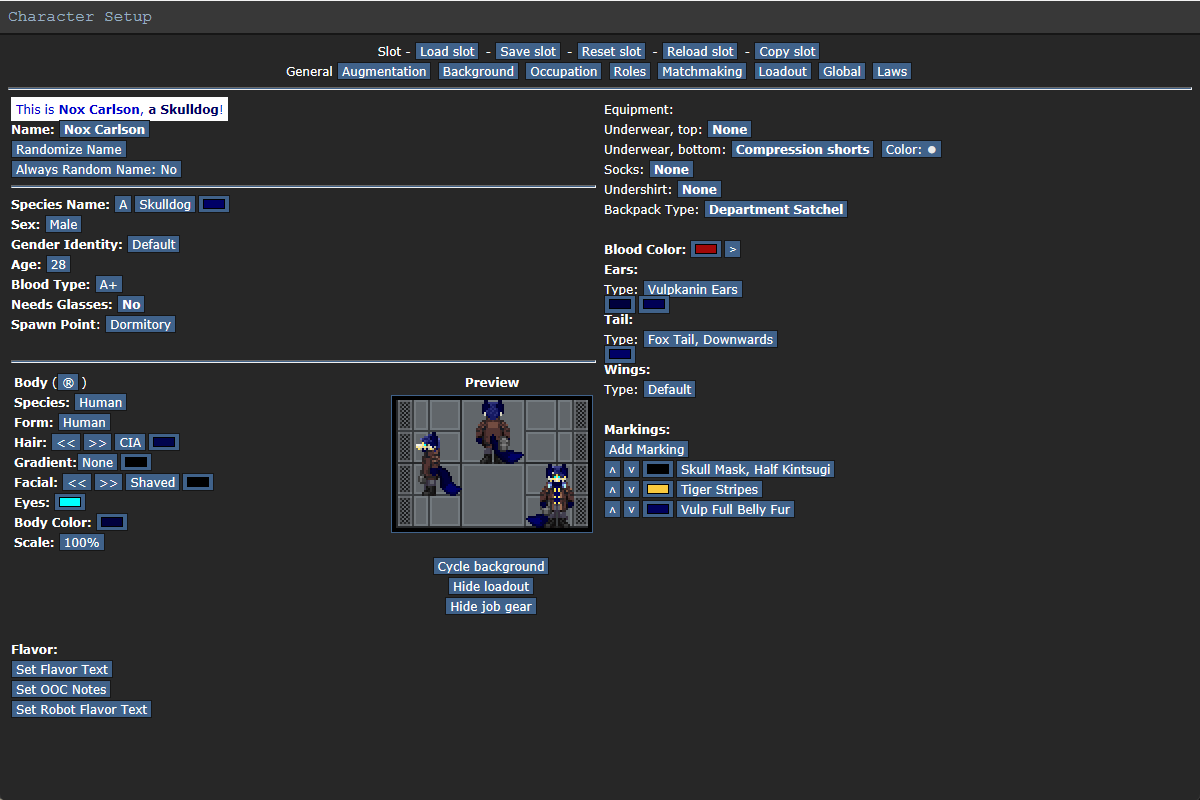 Character Setup
Slot - Load slot - Save slot - Reset slot - Reload slot - Copy slot
General Augmentation Background Occupation Roles Matchmaking Loadout Global Laws
This is Nox Carlson, a Skulldog!
Name: Nox Carlson
Randomize Name
Always Random Name: No
Species Name: A Skulldog
Sex: Male
Gender Identity: Default
Age: 28
Blood Type: A+
Needs Glasses: No
Spawn Point: Dormitory
Body (® )
Species: Human
Form: Human
Hair: << >> CIA
Gradient: None
Facial: << >> Shaved
Eyes:
Body Color:
Scale: 100%
Preview
Cycle background
Hide loadout
Hide job gear
Flavor:
Set Flavor Text
Set OOC Notes
Set Robot Flavor Text
Equipment:
Underwear, top: None
Underwear, bottom: Compression shorts Color: ●
Socks: None
Undershirt: None
Backpack Type: Department Satchel
Blood Color: >
Ears:
Type: Vulpkanin Ears
Tail:
Type: Fox Tail, Downwards
Wings:
Type: Default
Markings:
Add Marking
ʌ v Skull Mask, Half Kintsugi
ʌ v Tiger Stripes
ʌ v Vulp Full Belly Fur